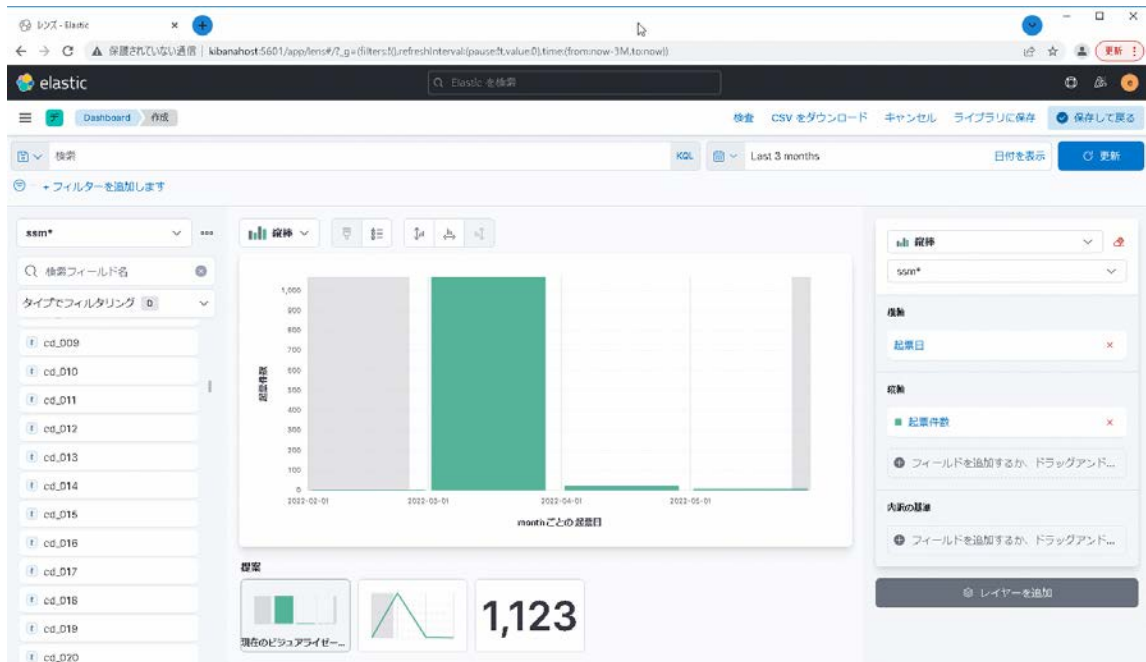 レンズ - Elastic
保護されていない通信 | kibanahost:5601/app/lens#/?_g=(filters:!(),refreshInterval:(pause:!t,value:0),time:(from:now-3M,to:now))
更新
elastic
Elastic を検索
e
デ Dashboard 作成
検査 CSV をダウンロード キャンセル ライブラリに保存 保存して戻る
検索 KQL Last 3 months 日付を表示 更新
+ フィルターを追加します
ssm*
検索フィールド名
タイプでフィルタリング 0
t cd_009
t cd_010
t cd_011
t cd_012
t cd_013
t cd_014
t cd_015
t cd_016
t cd_017
t cd_018
t cd_019
t cd_020
縦棒
起票件数
1,000
900
800
700
600
500
400
300
200
100
0
2022-02-01 2022-03-01 2022-04-01 2022-05-01
monthごとの起票日
提案
現在のビジュアライゼー...
1,123
縦棒
ssm*
横軸
起票日
縦軸
起票件数
フィールドを追加するか、ドラッグアンド...
内訳の基準
フィールドを追加するか、ドラッグアンド...
レイヤーを追加